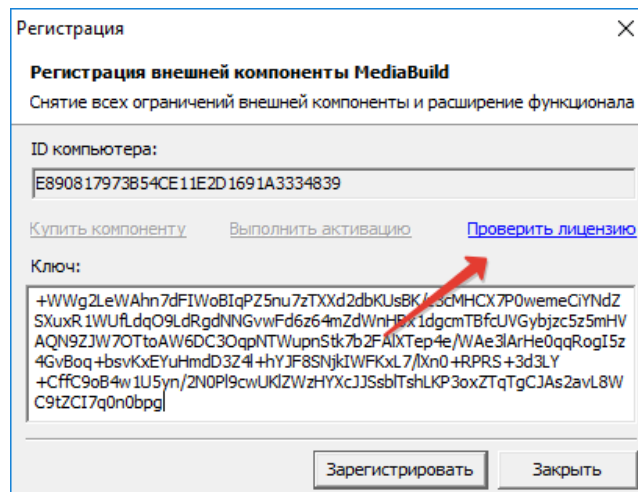 Регистрация
Регистрация внешней компоненты MediaBuild
Снятие всех ограничений внешней компоненты и расширение функционала
ID компьютера:
E890817973B54CE11E2D1691A3334839
Купить компоненту Выполнить активацию Проверить лицензию
Ключ:
+WWg2LeWAhn7dFIWoBIqPZ5nu7zTXXd2dbKUsBK/z3cMHCX7P0wemeCiYNdZ
SXuxR1WUfLdqO9LdRgdNNGvwFd6z64mZdWnHBx1dgcmTBfcUVGybjzc5z5mHV
AQN9ZJW7OTtoAW6DC3OqpNTWupnStk7b2FAlXTep4e/WAe3lArHe0qqRogI5z
4GvBoq+bsvKxEYuHmdD3Z4l+hYJF8SNjkIWFKxL7/lXn0+RPRS+3d3LY
+CffC9oB4w1U5yn/2N0Pl9cwUKlZWzHYXcJJSsblTshLKP3oxZTqTgCJAs2avL8W
C9tZCI7q0n0bpg
Зарегистрировать Закрыть